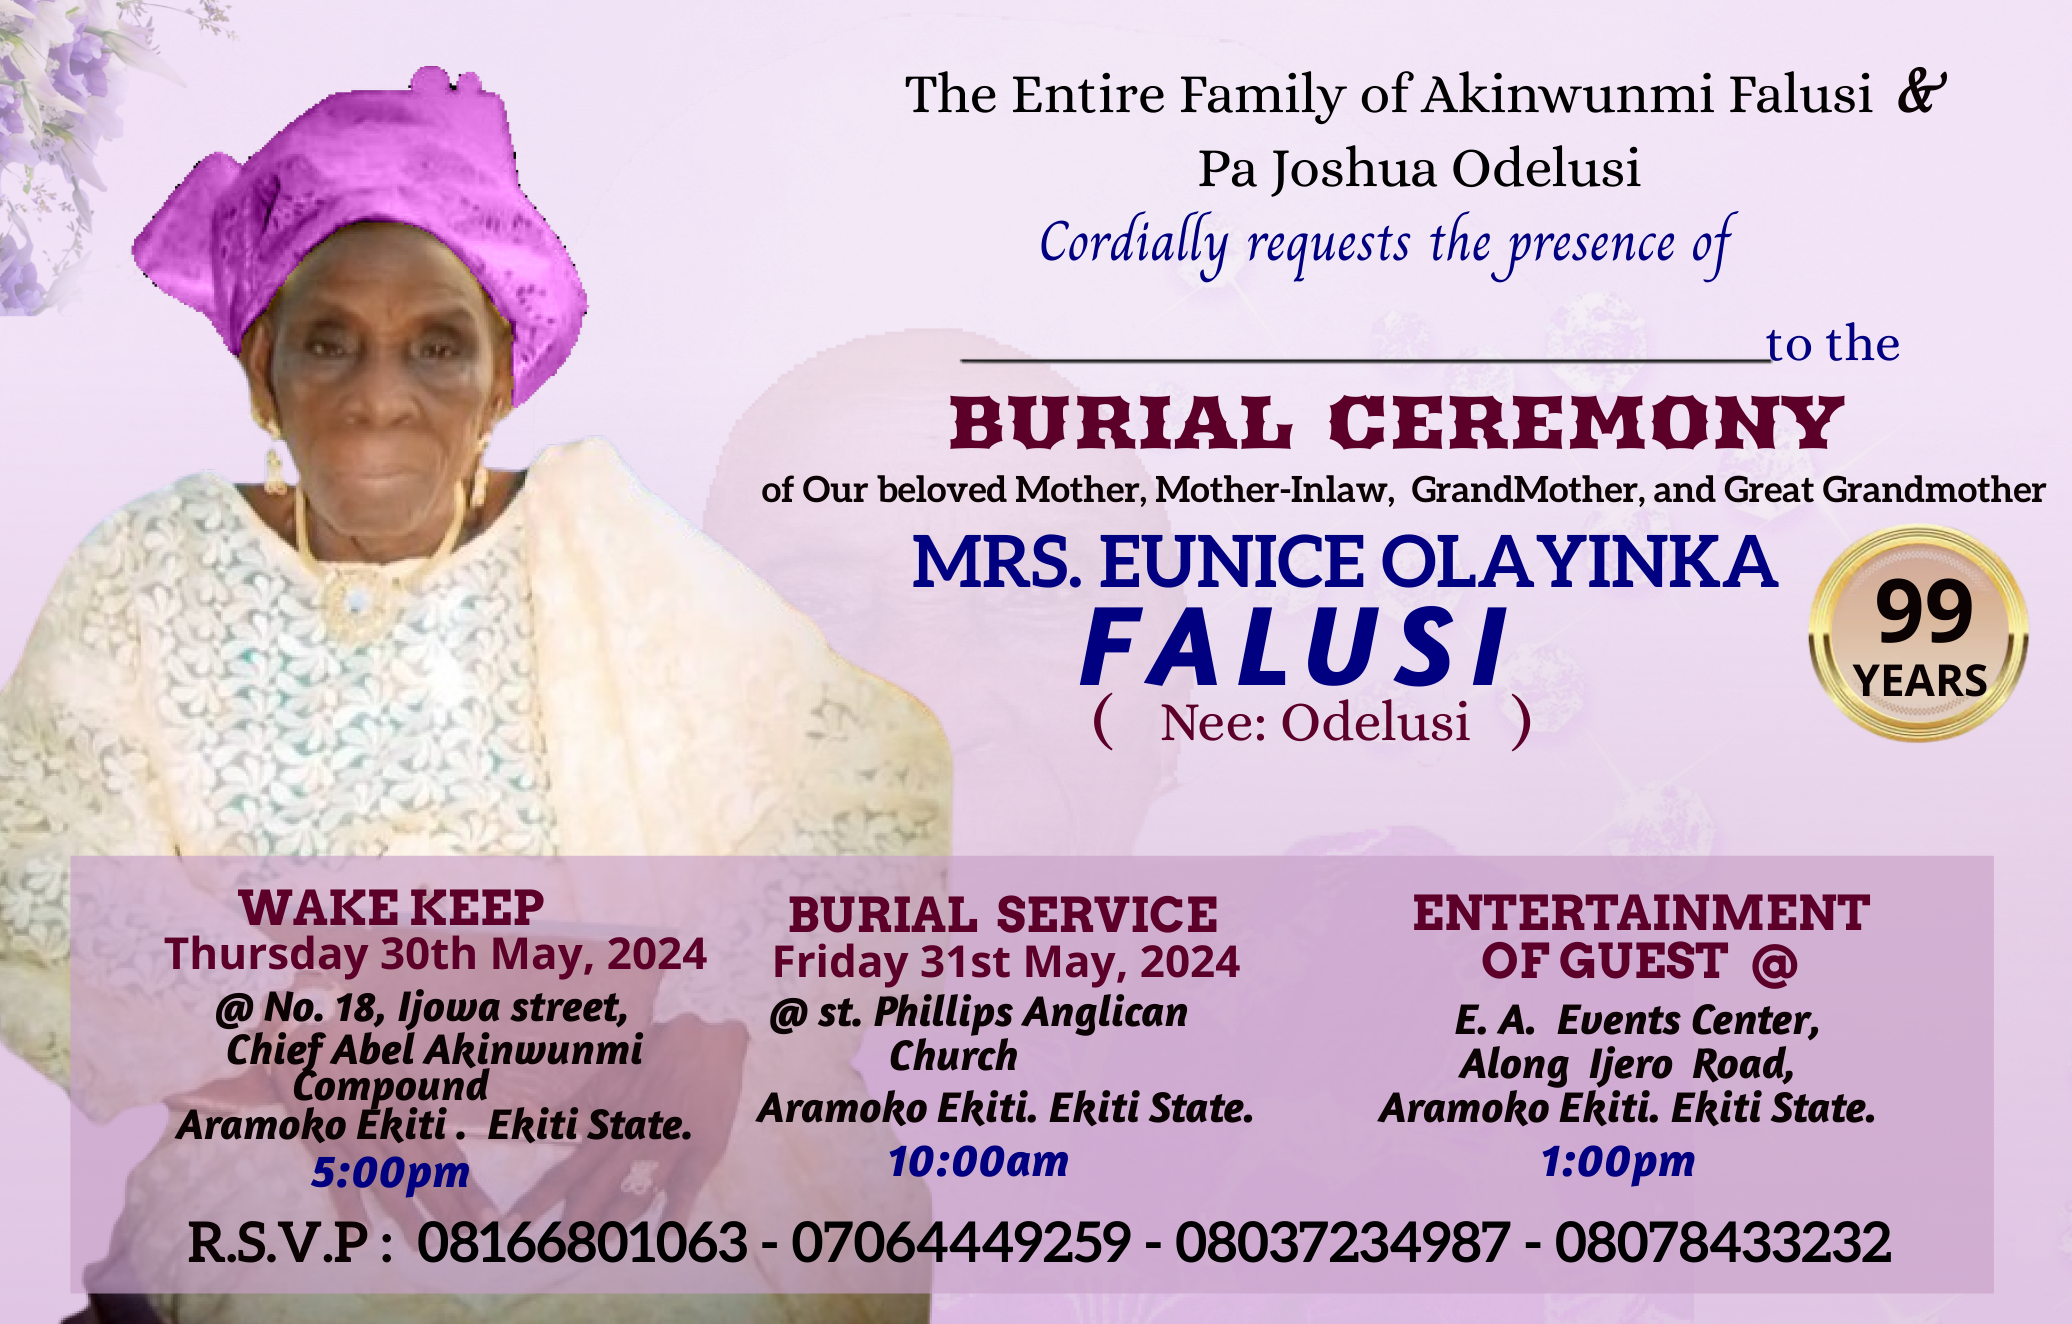 The Entire Family of Akinwunmi Falusi &
Pa Joshua Odelusi
Cordially requests the presence of
to the
BURIAL CEREMONY
of Our beloved Mother, Mother-Inlaw, GrandMother, and Great Grandmother
MRS. EUNICE OLAYINKA
FALUSI
( Nee: Odelusi )
99
YEARS
WAKE KEEP
Thursday 30th May, 2024
@ No. 18, Ijowa street,
Chief Abel Akinwunmi
Compound
Aramoko Ekiti . Ekiti State.
5:00pm
BURIAL SERVICE
Friday 31st May, 2024
@ st. Phillips Anglican
Church
Aramoko Ekiti. Ekiti State.
10:00am
ENTERTAINMENT
OF GUEST @
E. A. Events Center,
Along Ijero Road,
Aramoko Ekiti. Ekiti State.
1:00pm
R.S.V.P : 08166801063 - 07064449259 - 08037234987 - 08078433232